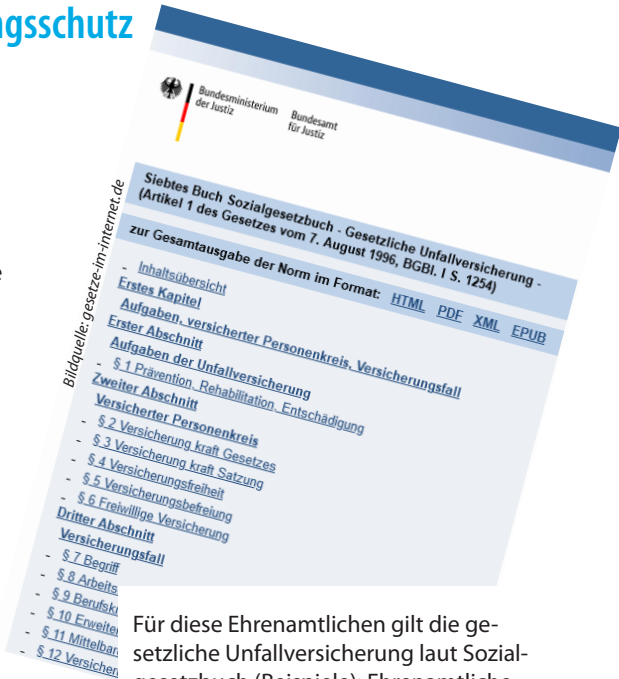 ngsschutz
Bundesministerium
der Justiz
Bundesamt
für Justiz
Siebtes Buch Sozialgesetzbuch - Gesetzliche Unfallversicherung -
(Artikel 1 des Gesetzes vom 7. August 1996, BGBl. I S. 1254)
zur Gesamtausgabe der Norm im Format: HTML PDF XML EPUB
- Inhaltsübersicht
Erstes Kapitel
Aufgaben, versicherter Personenkreis, Versicherungsfall
Erster Abschnitt
Aufgaben der Unfallversicherung
- § 1 Prävention, Rehabilitation, Entschädigung
Zweiter Abschnitt
Versicherter Personenkreis
- § 2 Versicherung kraft Gesetzes
- § 3 Versicherung kraft Satzung
- § 4 Versicherungsfreiheit
- § 5 Versicherungsbefreiung
- § 6 Freiwillige Versicherung
Dritter Abschnitt
Versicherungsfall
- § 7 Begriff
- § 8 Arbeits
- § 9 Berufskr
- § 10 Erweite
- § 11 Mittelbar
- § 12 Versicher
Bildquelle: gesetze-im-internet.de
Für diese Ehrenamtlichen gilt die ge-
setzliche Unfallversicherung laut Sozial-
gesetzbuch (Beispiele): Ehrenamtliche